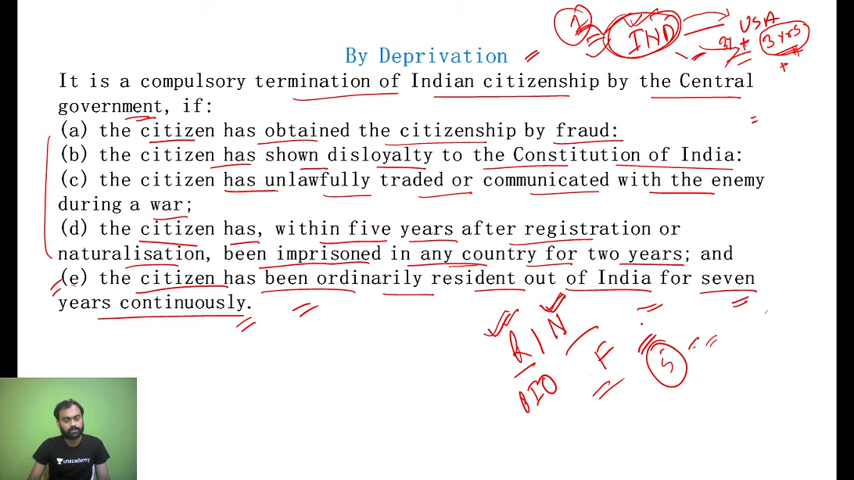 1
IND
USA
3 yrs
By Deprivation
It is a compulsory termination of Indian citizenship by the Central
government, if:
(a) the citizen has obtained the citizenship by fraud:
(b) the citizen has shown disloyalty to the Constitution of India:
(c) the citizen has unlawfully traded or communicated with the enemy
during a war;
(d) the citizen has, within five years after registration or
naturalisation, been imprisoned in any country for two years; and
(e) the citizen has been ordinarily resident out of India for seven
years continuously.
R/N
F
5
PIO
unacademy